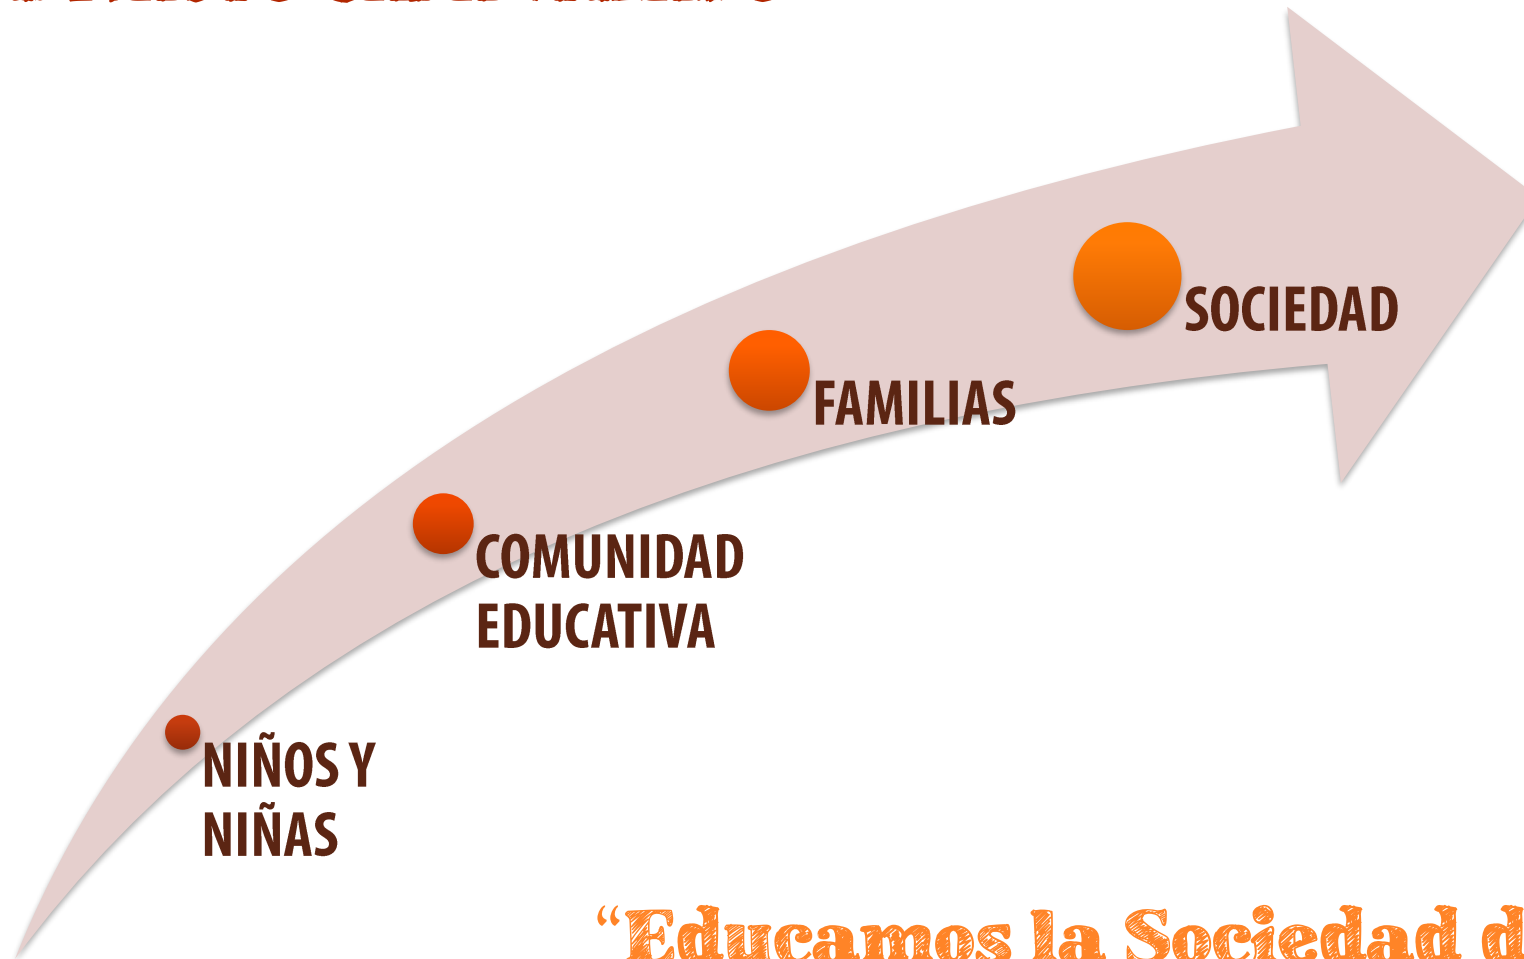 SOCIEDAD
FAMILIAS
COMUNIDAD
EDUCATIVA
NIÑOS Y
NIÑAS
“Educamos la Sociedad d